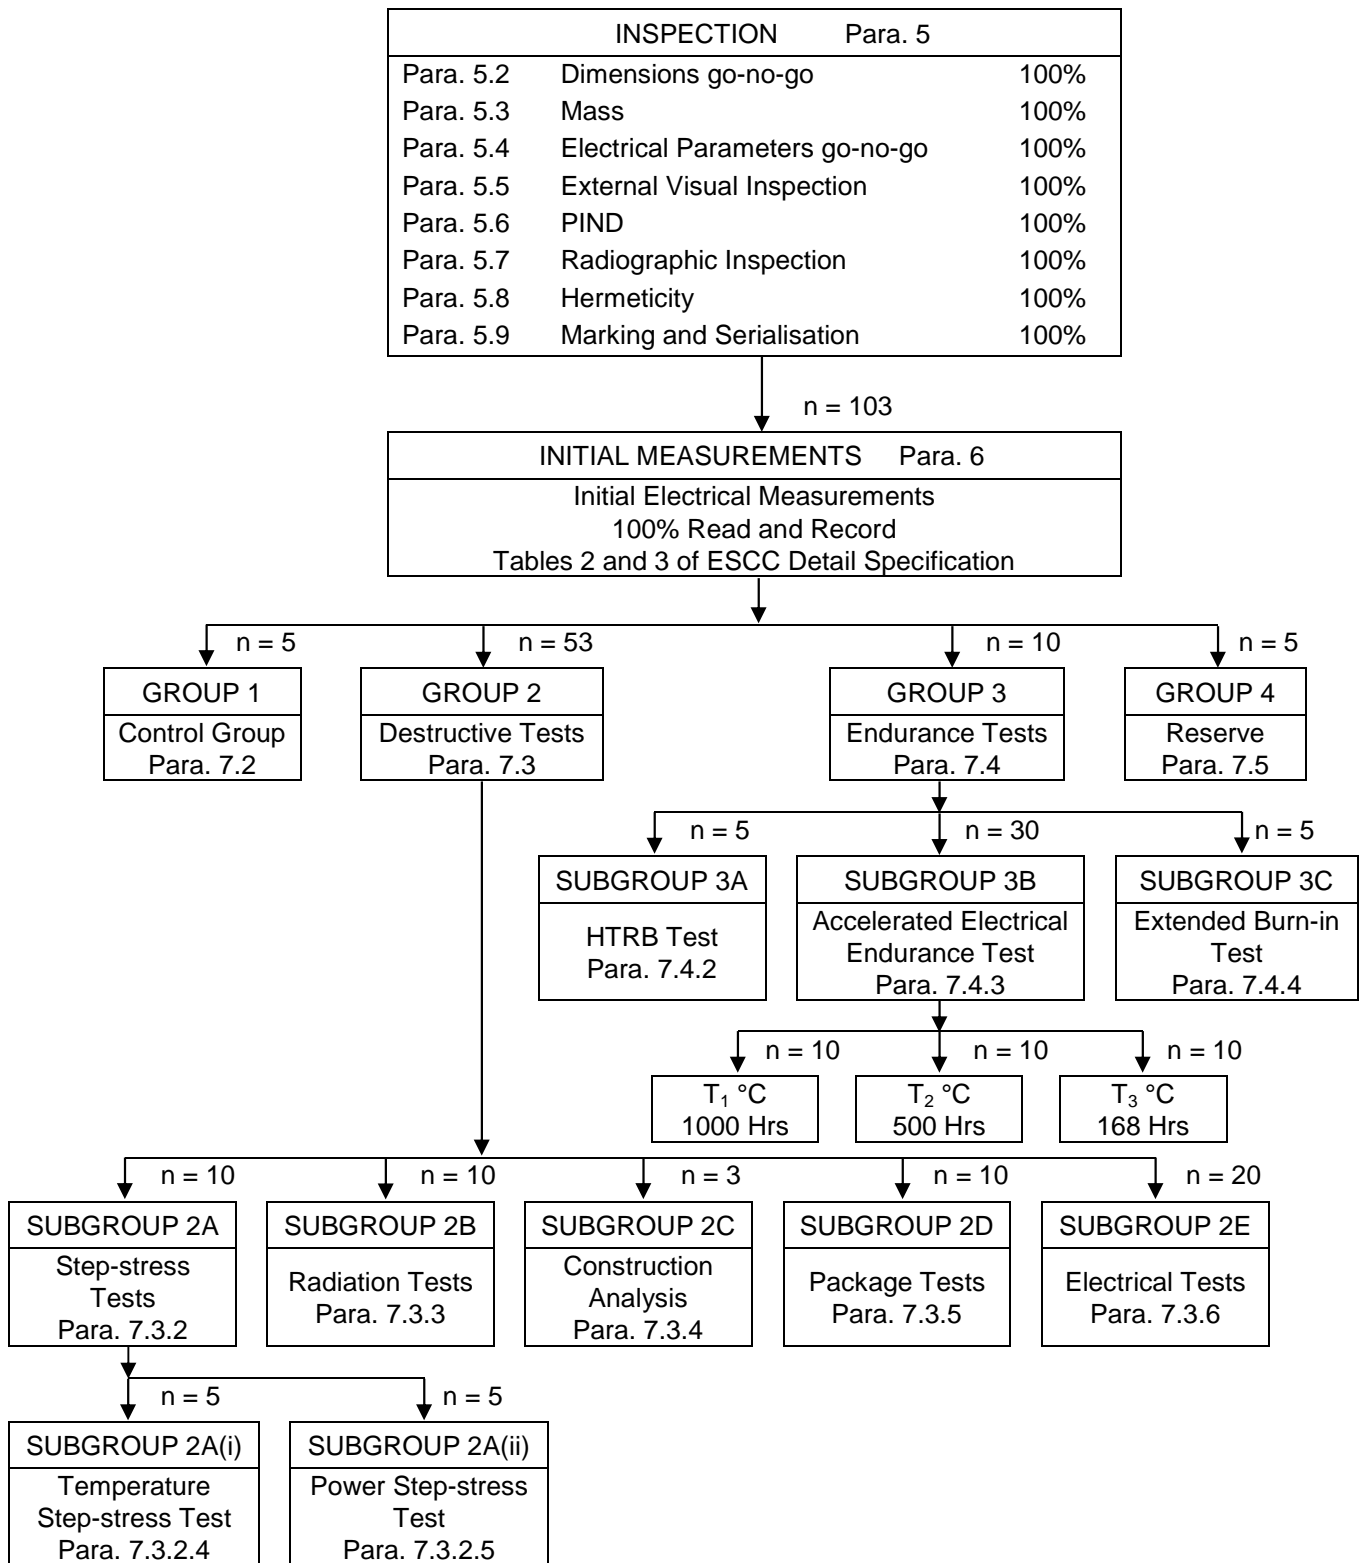 INSPECTION Para. 5
Para. 5.2 Dimensions go-no-go 100%
Para. 5.3 Mass 100%
Para. 5.4 Electrical Parameters go-no-go 100%
Para. 5.5 External Visual Inspection 100%
Para. 5.6 PIND 100%
Para. 5.7 Radiographic Inspection 100%
Para. 5.8 Hermeticity 100%
Para. 5.9 Marking and Serialisation 100%
n = 103
INITIAL MEASUREMENTS Para. 6
Initial Electrical Measurements
100% Read and Record
Tables 2 and 3 of ESCC Detail Specification
n = 5
GROUP 1
Control Group
Para. 7.2
n = 53
GROUP 2
Destructive Tests
Para. 7.3
n = 10
GROUP 3
Endurance Tests
Para. 7.4
n = 5
GROUP 4
Reserve
Para. 7.5
n = 5
SUBGROUP 3A
HTRB Test
Para. 7.4.2
n = 30
SUBGROUP 3B
Accelerated Electrical
Endurance Test
Para. 7.4.3
n = 5
SUBGROUP 3C
Extended Burn-in
Test
Para. 7.4.4
n = 10
T₁ °C
1000 Hrs
n = 10
T₂ °C
500 Hrs
n = 10
T₃ °C
168 Hrs
n = 10
SUBGROUP 2A
Step-stress
Tests
Para. 7.3.2
n = 10
SUBGROUP 2B
Radiation Tests
Para. 7.3.3
n = 3
SUBGROUP 2C
Construction
Analysis
Para. 7.3.4
n = 10
SUBGROUP 2D
Package Tests
Para. 7.3.5
n = 20
SUBGROUP 2E
Electrical Tests
Para. 7.3.6
n = 5
SUBGROUP 2A(i)
Temperature
Step-stress Test
Para. 7.3.2.4
n = 5
SUBGROUP 2A(ii)
Power Step-stress
Test
Para. 7.3.2.5